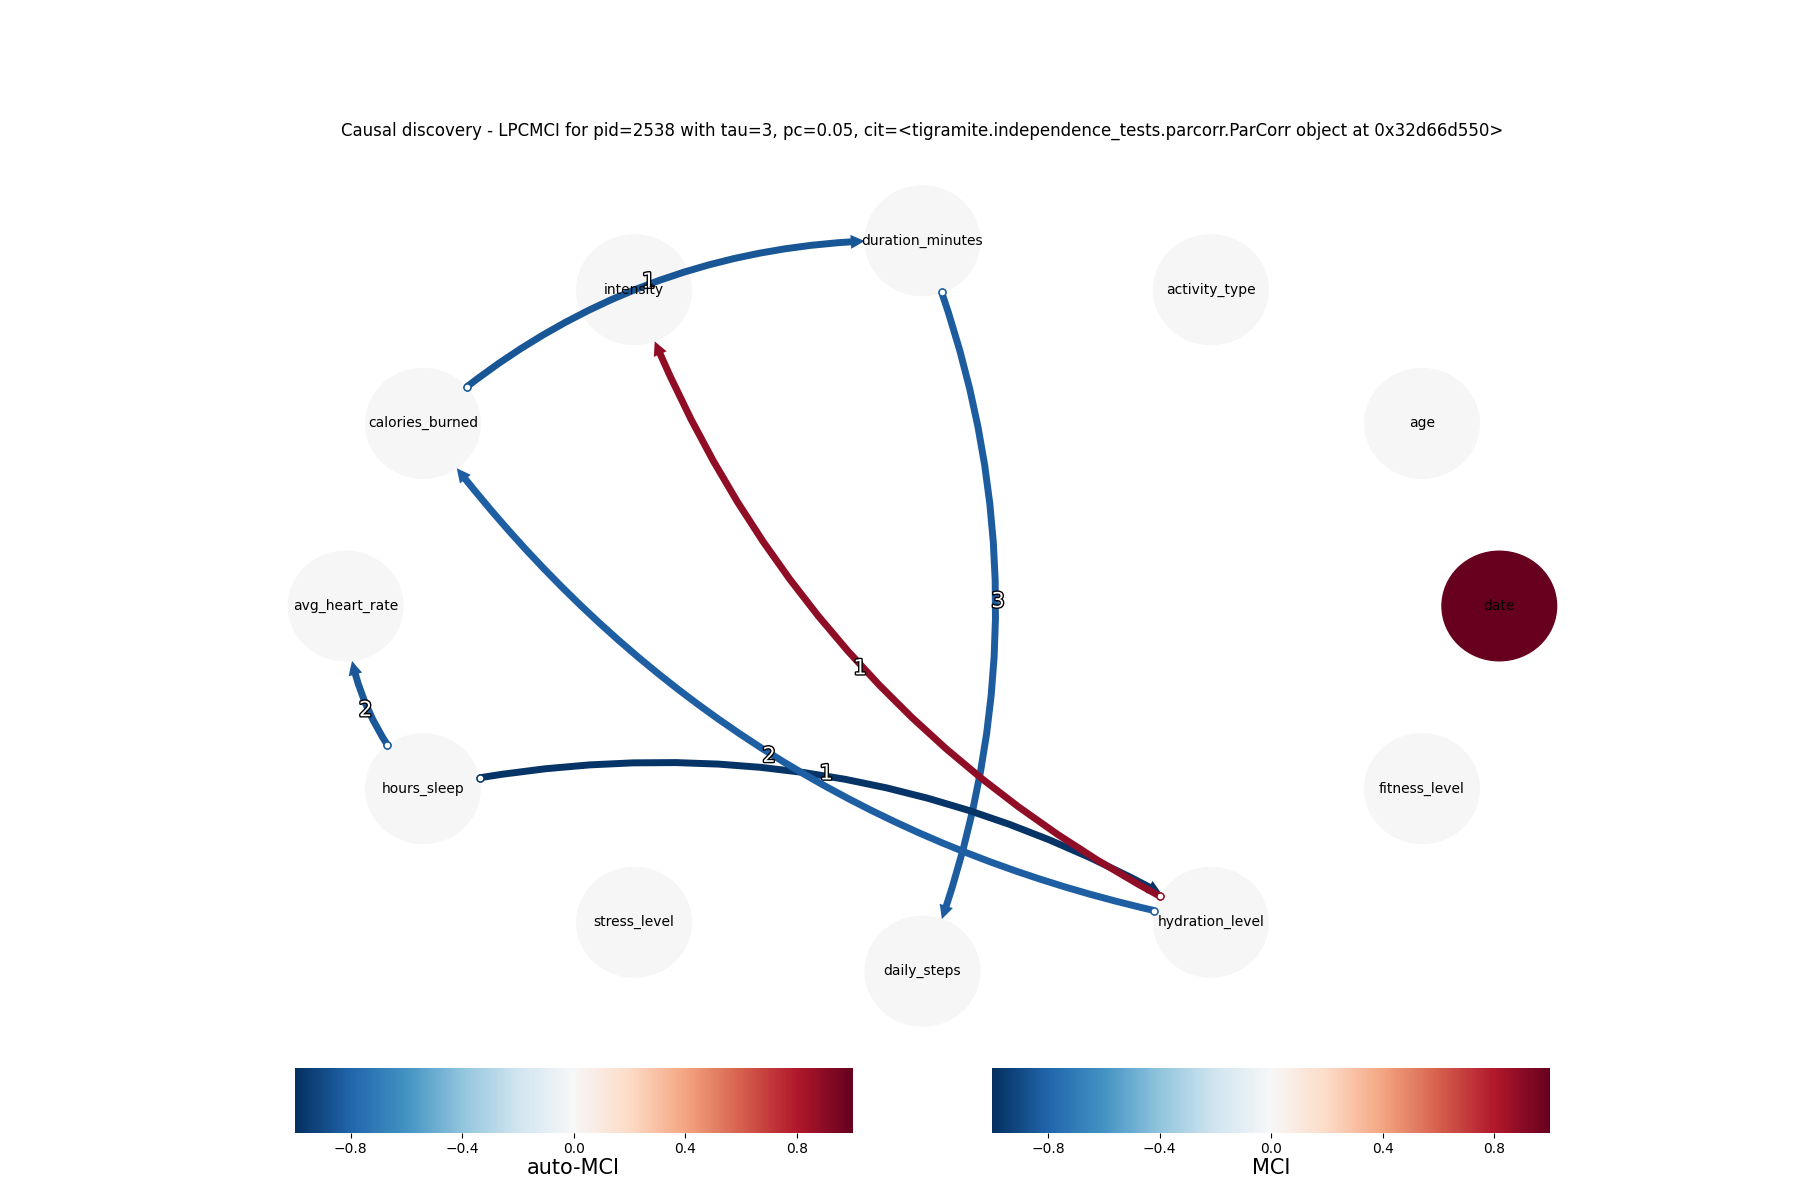 Causal discovery - LPCMCI for pid=2538 with tau=3, pc=0.05, cit=<tigramite.independence_tests.parcorr.ParCorr object at 0x32d66d550>
duration_minutes
intensity
1
activity_type
calories_burned
age
avg_heart_rate
3
date
1
2
2
1
hours_sleep
fitness_level
stress_level
daily_steps
hydration_level
−0.8 −0.4 0.0 0.4 0.8
auto-MCI
−0.8 −0.4 0.0 0.4 0.8
MCI